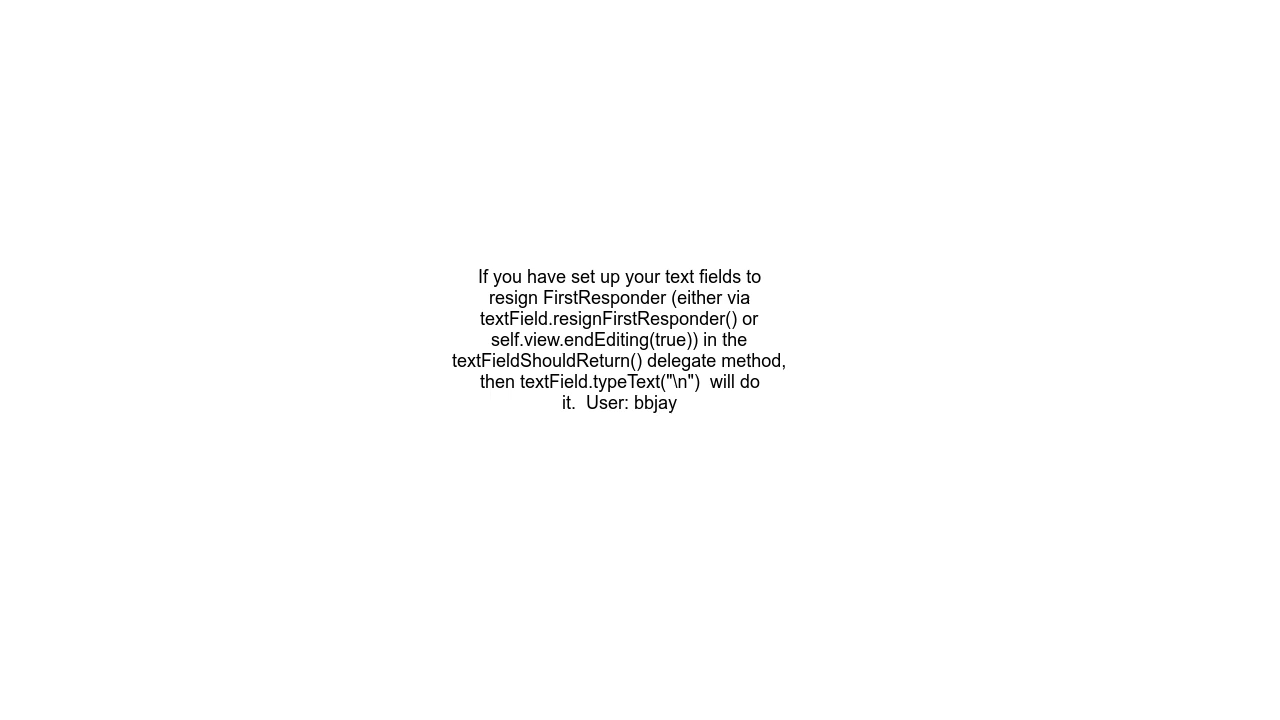 If you have set up your text fields to
resign FirstResponder (either via
textField.resignFirstResponder() or
self.view.endEditing(true)) in the
textFieldShouldReturn() delegate method,
then textField.typeText("\n")  will do
it.  User: bbjay